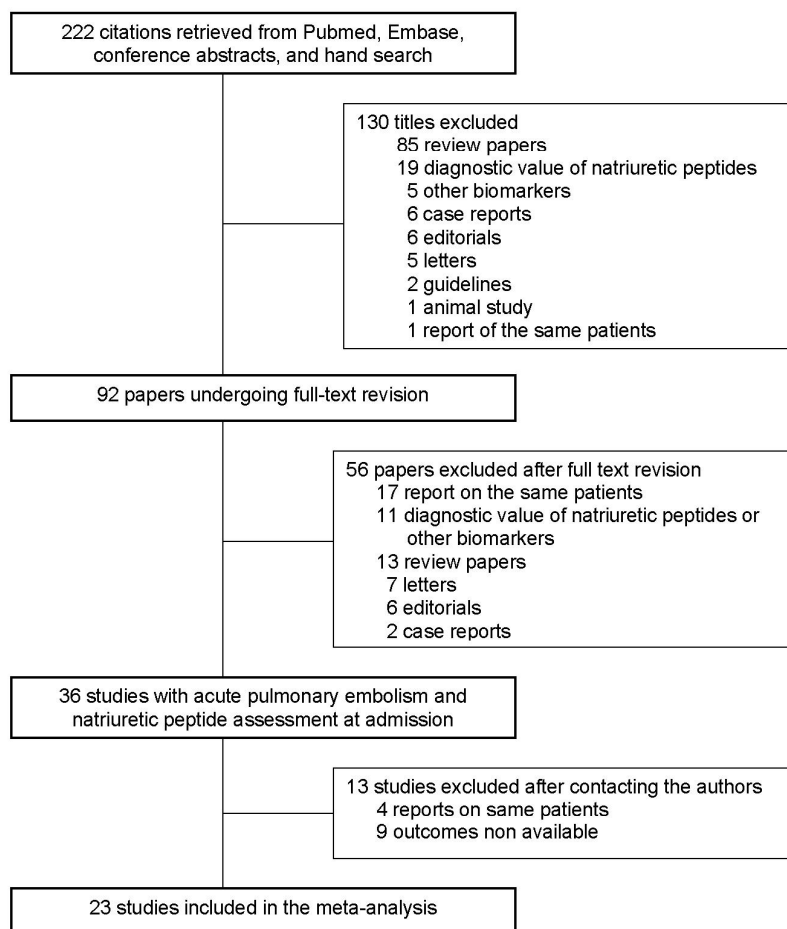 222 citations retrieved from Pubmed, Embase,
conference abstracts, and hand search
130 titles excluded
85 review papers
19 diagnostic value of natriuretic peptides
5 other biomarkers
6 case reports
6 editorials
5 letters
2 guidelines
1 animal study
1 report of the same patients
92 papers undergoing full-text revision
56 papers excluded after full text revision
17 report on the same patients
11 diagnostic value of natriuretic peptides or
other biomarkers
13 review papers
7 letters
6 editorials
2 case reports
36 studies with acute pulmonary embolism and
natriuretic peptide assessment at admission
13 studies excluded after contacting the authors
4 reports on same patients
9 outcomes non available
23 studies included in the meta-analysis